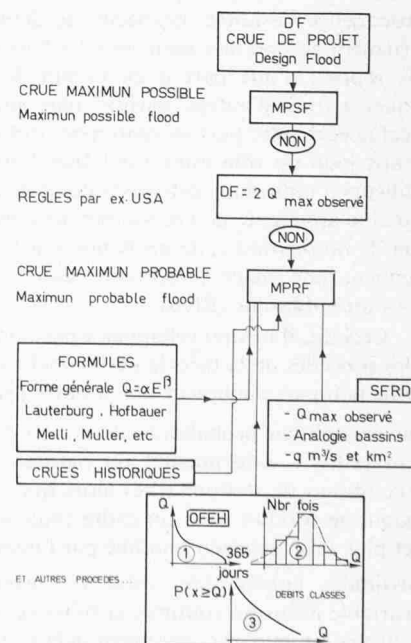 DF
CRUE DE PROJET
Design Flood
CRUE MAXIMUN POSSIBLE
Maximun possible flood
MPSF
NON
REGLES par ex. USA
DF = 2 Q max observé
NON
CRUE MAXIMUN PROBABLE
Maximun probable flood
MPRF
FORMULES
Forme générale Q=αE^β
Lauterburg, Hofbauer
Melli, Muller, etc
SFRD
- Q max observé
- Analogie bassins
- q m³/s et km²
CRUES HISTORIQUES
Q
OFEH
Nbr fois
1
365
jours
2
Q
ET AUTRES PROCEDES
P(x≥Q)
DEBITS CLASSES
3
Q